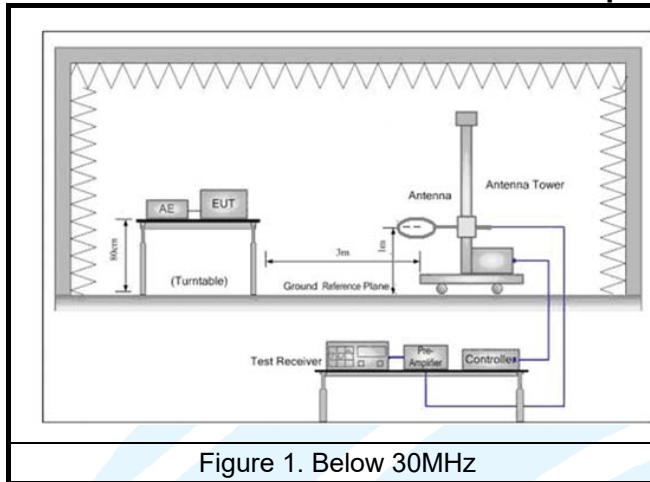 Antenna
Antenna Tower
AE
EUT
80cm
1m
3m
(Turntable)
Ground Reference Plane
Test Receiver
Pre-
Amplifier
Controller
Figure 1. Below 30MHz